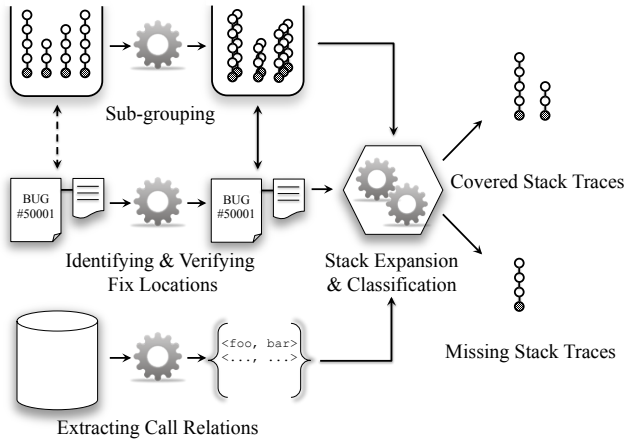 Sub-grouping
BUG
#50001
BUG
#50001
Identifying & Verifying
Fix Locations
Stack Expansion
& Classification
Covered Stack Traces
Missing Stack Traces
<foo, bar>
<..., ...>
Extracting Call Relations